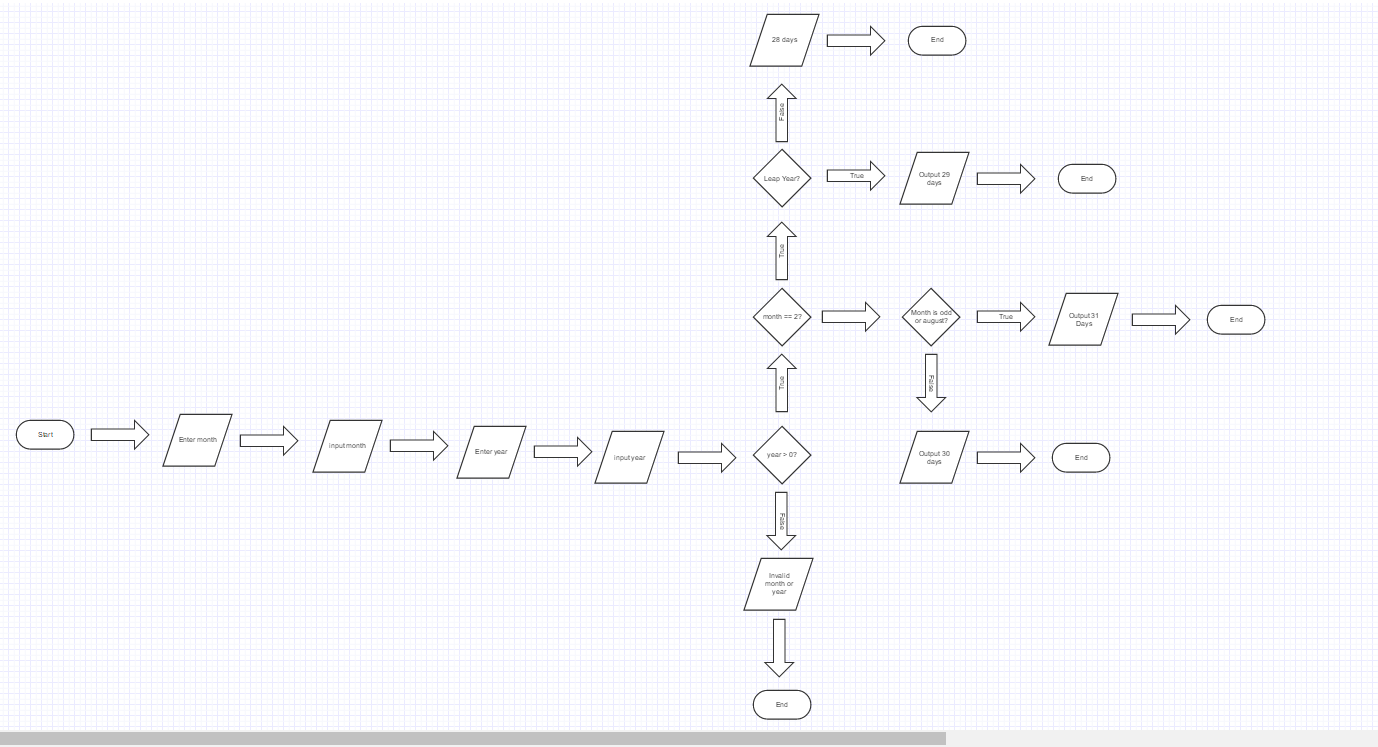 28 days
End
False
Leap Year?
True
Output 29
days
End
True
month == 2?
Month is odd
or august?
True
Output 31
Days
End
True
False
Start
Enter month
input month
Enter year
input year
year > 0?
Output 30
days
End
False
Invalid
month or
year
End